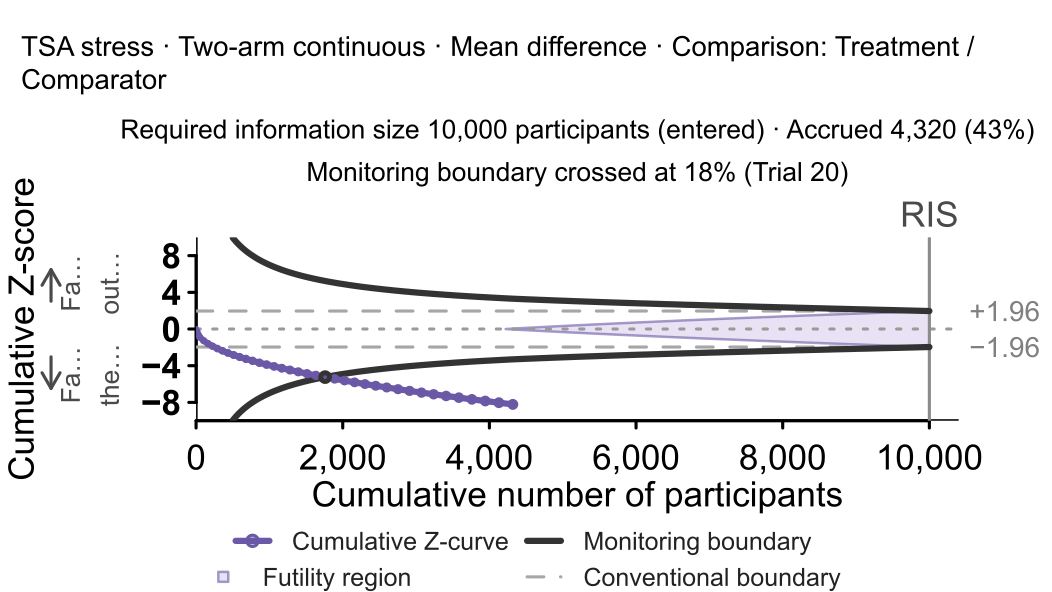 TSA stress · Two-arm continuous · Mean difference · Comparison: Treatment /
Comparator
Required information size 10,000 participants (entered) · Accrued 4,320 (43%)
Monitoring boundary crossed at 18% (Trial 20)
RIS
Cumulative Z-score
Fa…
out…
Fa…
the…
8
4
0
−4
−8
+1.96
−1.96
0
2,000
4,000
6,000
8,000
10,000
Cumulative number of participants
Cumulative Z-curve
Monitoring boundary
Futility region
Conventional boundary